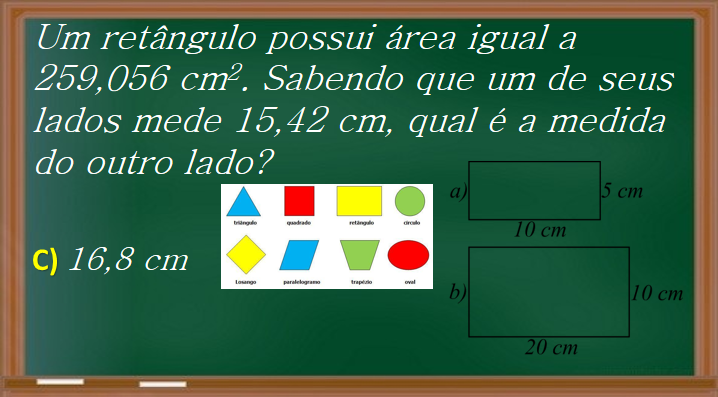 Um retângulo possui área igual a
259,056 cm². Sabendo que um de seus
lados mede 15,42 cm, qual é a medida
do outro lado?
C) 16,8 cm
triângulo quadrado retângulo círculo
Losango paralelogramo trapézio oval
a) 5 cm
10 cm
b) 10 cm
20 cm